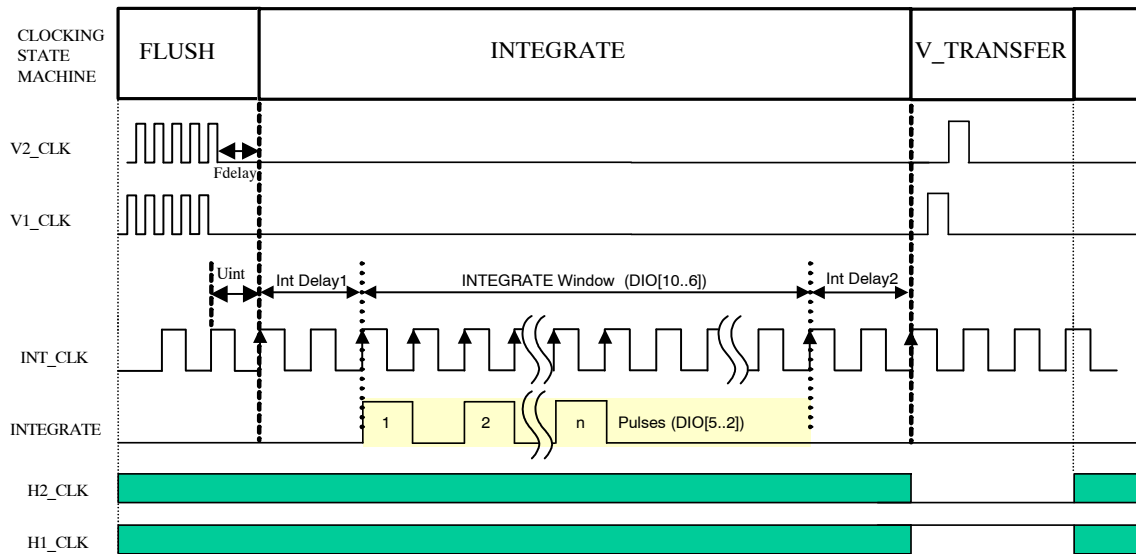 CLOCKING
STATE
MACHINE
FLUSH
INTEGRATE
V_TRANSFER
V2_CLK
Fdelay
V1_CLK
Uint
Int Delay1
INTEGRATE Window (DIO[10..6])
Int Delay2
INT_CLK
INTEGRATE
1
2
n
Pulses (DIO[5..2])
H2_CLK
H1_CLK